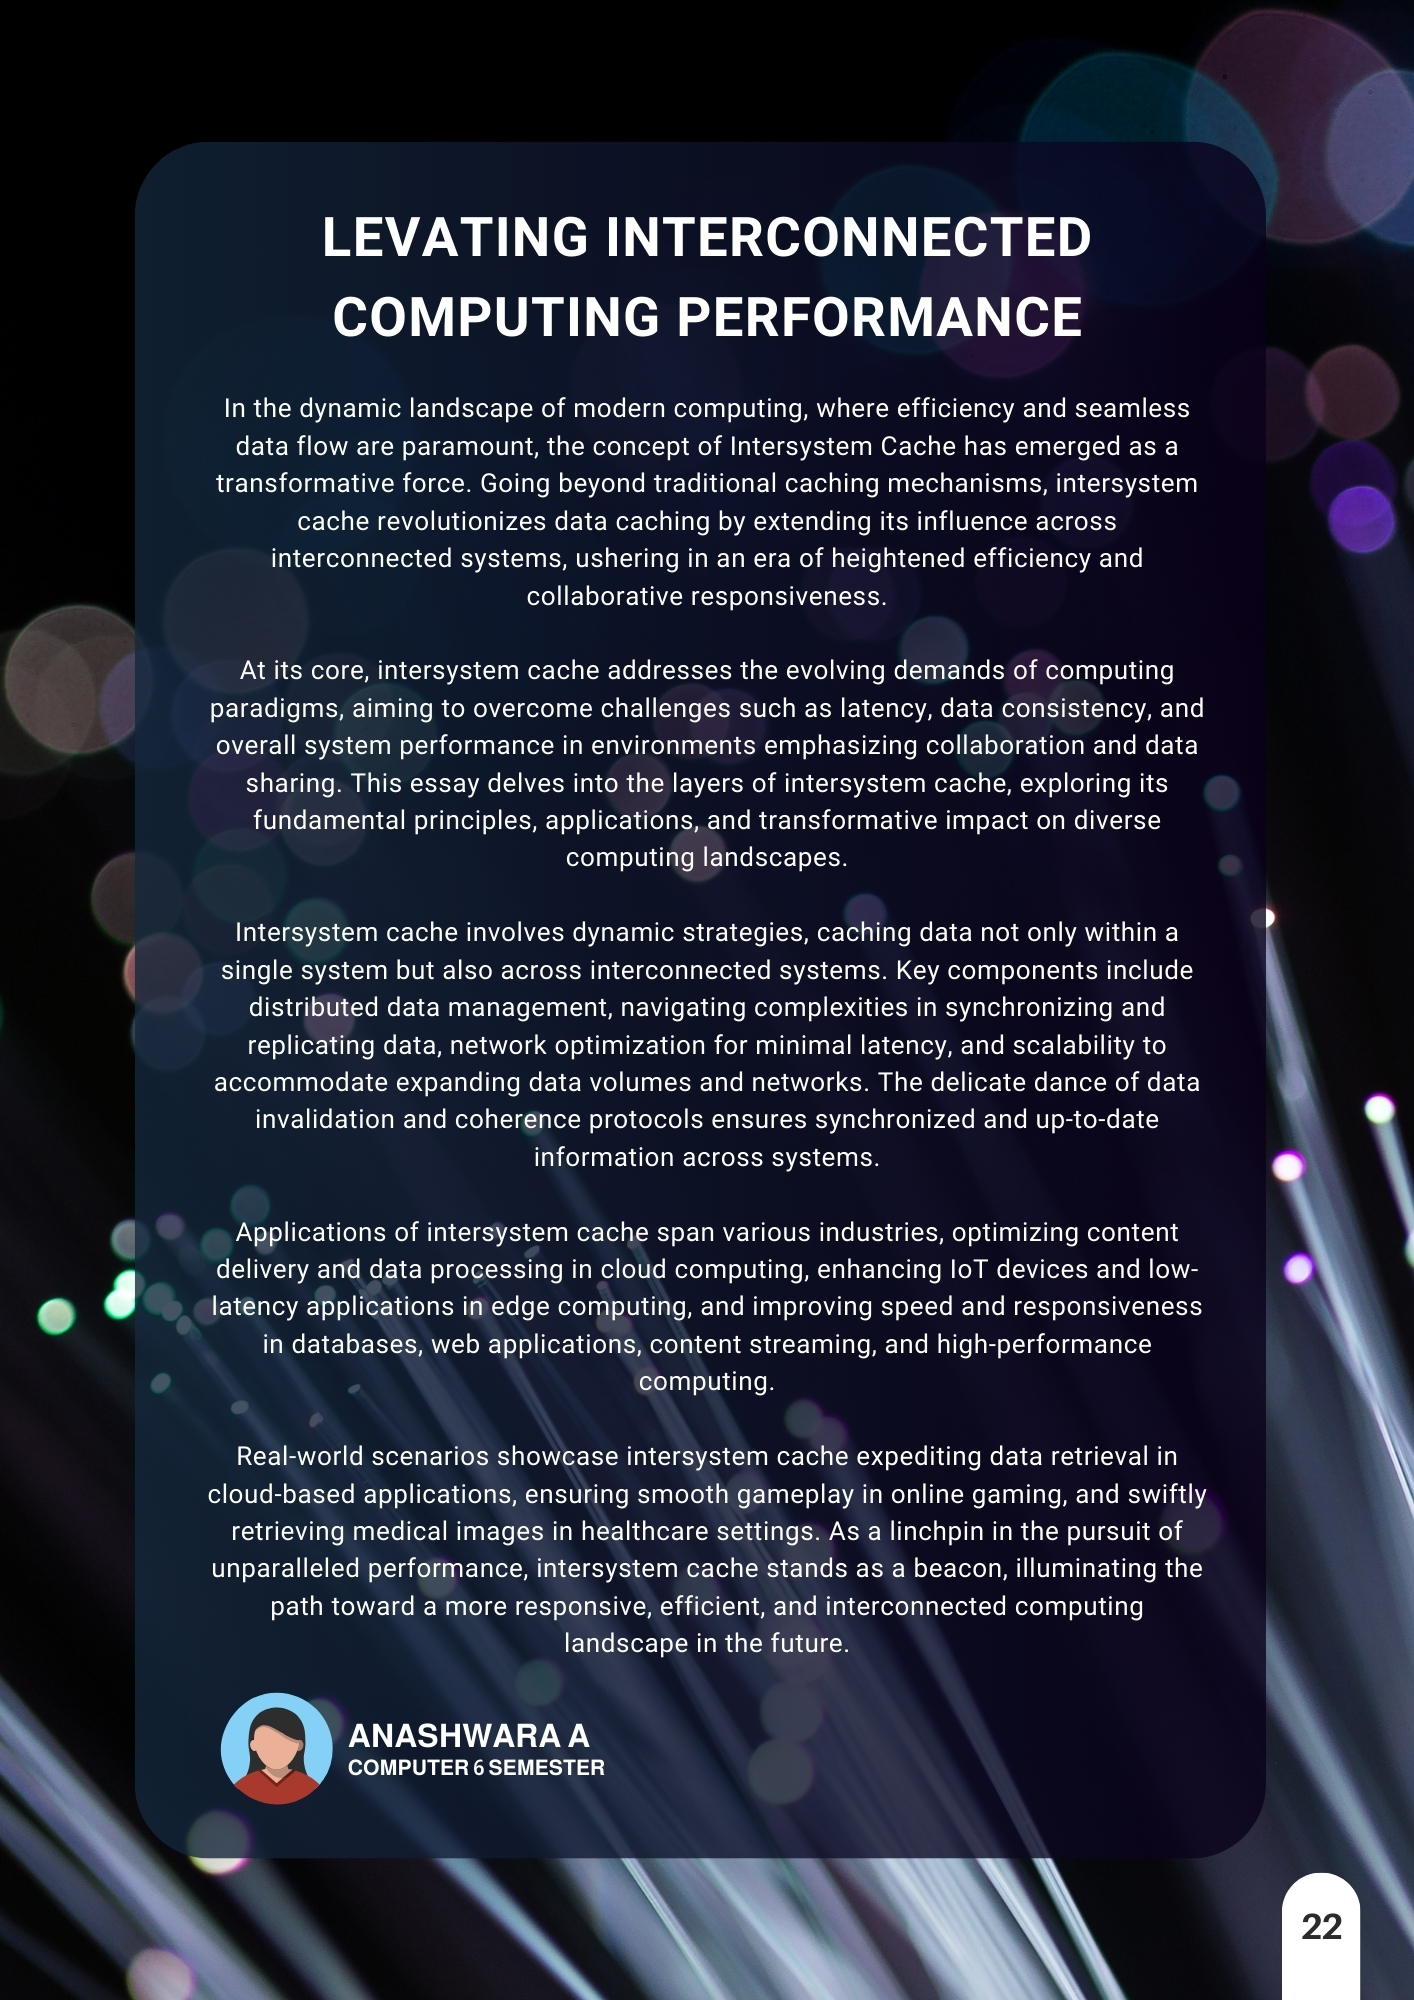 LEVATING INTERCONNECTED
COMPUTING PERFORMANCE
In the dynamic landscape of modern computing, where efficiency and seamless
data flow are paramount, the concept of Intersystem Cache has emerged as a
transformative force. Going beyond traditional caching mechanisms, intersystem
cache revolutionizes data caching by extending its influence across
interconnected systems, ushering in an era of heightened efficiency and
collaborative responsiveness.
At its core, intersystem cache addresses the evolving demands of computing
paradigms, aiming to overcome challenges such as latency, data consistency, and
overall system performance in environments emphasizing collaboration and data
sharing. This essay delves into the layers of intersystem cache, exploring its
fundamental principles, applications, and transformative impact on diverse
computing landscapes.
Intersystem cache involves dynamic strategies, caching data not only within a
single system but also across interconnected systems. Key components include
distributed data management, navigating complexities in synchronizing and
replicating data, network optimization for minimal latency, and scalability to
accommodate expanding data volumes and networks. The delicate dance of data
invalidation and coherence protocols ensures synchronized and up-to-date
information across systems.
Applications of intersystem cache span various industries, optimizing content
delivery and data processing in cloud computing, enhancing IoT devices and low-
latency applications in edge computing, and improving speed and responsiveness
in databases, web applications, content streaming, and high-performance
computing.
Real-world scenarios showcase intersystem cache expediting data retrieval in
cloud-based applications, ensuring smooth gameplay in online gaming, and swiftly
retrieving medical images in healthcare settings. As a linchpin in the pursuit of
unparalleled performance, intersystem cache stands as a beacon, illuminating the
path toward a more responsive, efficient, and interconnected computing
landscape in the future.
ANASHWARA A
COMPUTER 6 SEMESTER
22